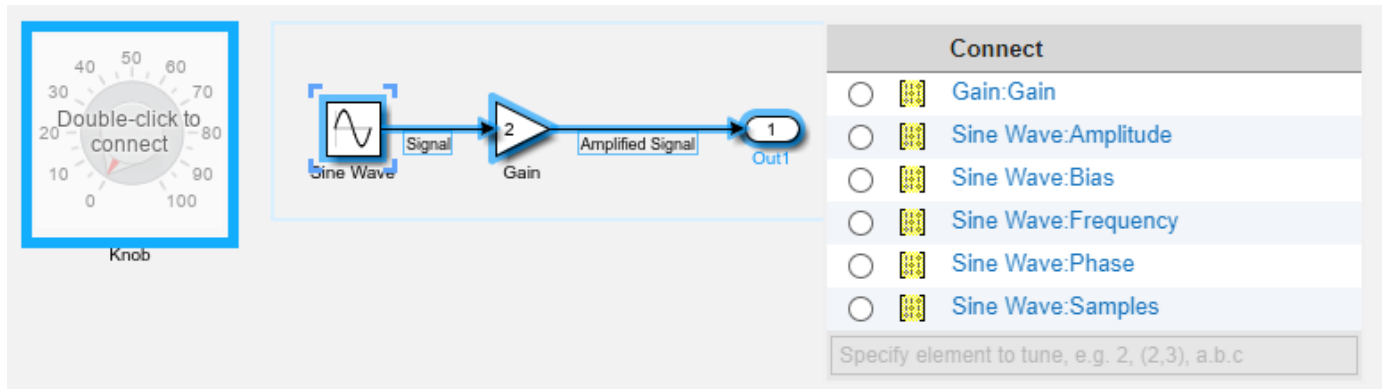 50
40
60
30
70
Double-click to
20
80
connect
10
90
0
100
Knob
Signal
2
Amplified Signal
1
Sine Wave
Gain
Out1
Connect
Gain:Gain
Sine Wave:Amplitude
Sine Wave:Bias
Sine Wave:Frequency
Sine Wave:Phase
Sine Wave:Samples
Specify element to tune, e.g. 2, (2,3), a.b.c